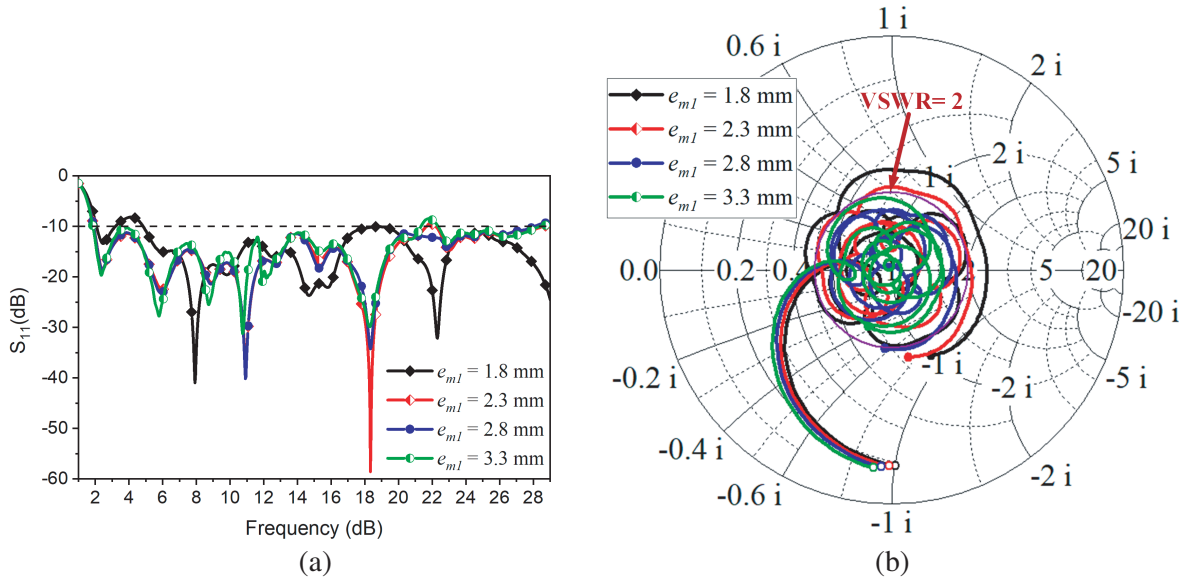 0
-10
-20
-30
-40
-50
-60
S11(dB)
2 4 6 8 10 12 14 16 18 20 22 24 26 28
Frequency (dB)
em1 = 1.8 mm
em1 = 2.3 mm
em1 = 2.8 mm
em1 = 3.3 mm
(a)
em1 = 1.8 mm
em1 = 2.3 mm
em1 = 2.8 mm
em1 = 3.3 mm
VSWR= 2
1 i
0.6 i
2 i
5 i
20 i
2 i
1 i
0.0 0.2 5 20
-20 i
-5 i
-2 i
-1 i
-2 i
-0.2 i
-0.4 i
-0.6 i
-1 i
(b)